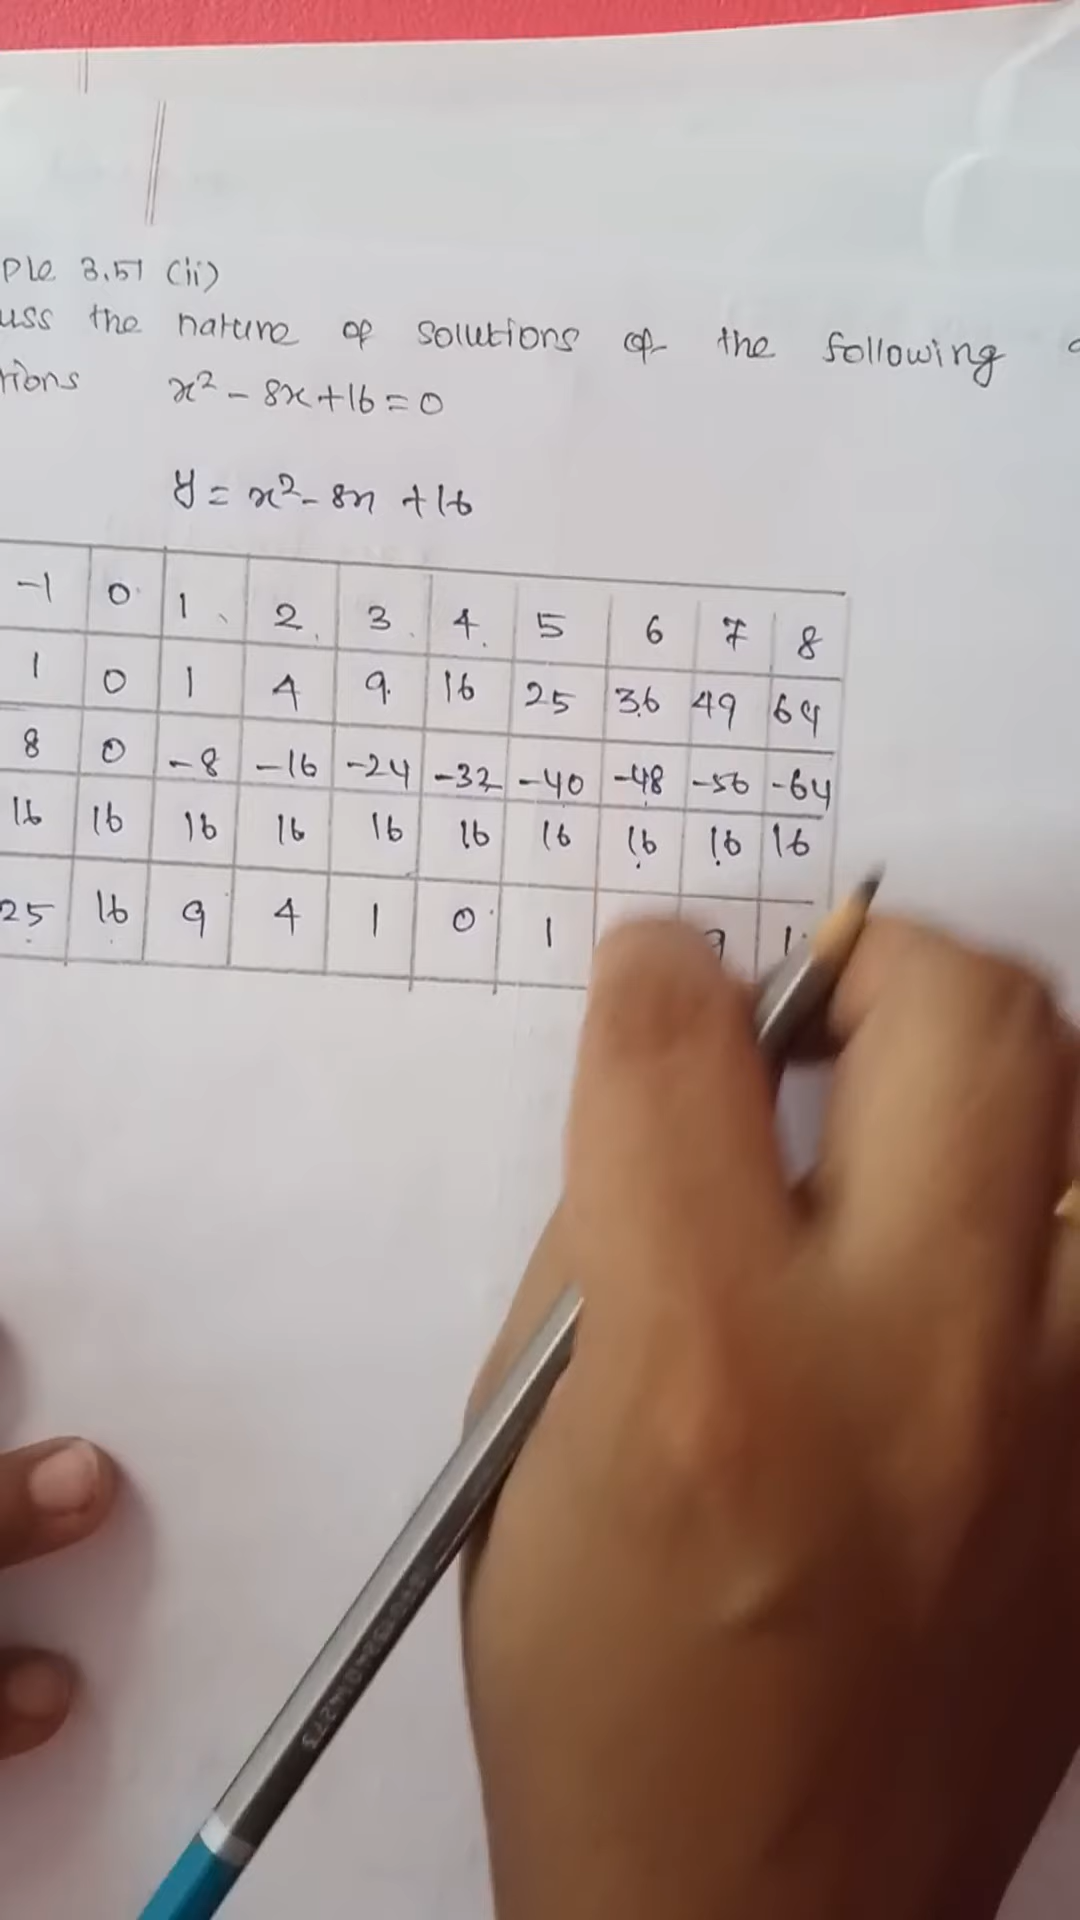 ple 3.51 (ii)
uss the nature of solutions of the following
tions x² - 8x + 16 = 0
y = x² - 8x + 16
-1 0 1 2 3 4 5 6 7 8
1 0 1 4 9 16 25 36 49 64
8 0 -8 -16 -24 -32 -40 -48 -56 -64
16 16 16 16 16 16 16 16 16 16
25 16 9 4 1 0 1 9 1